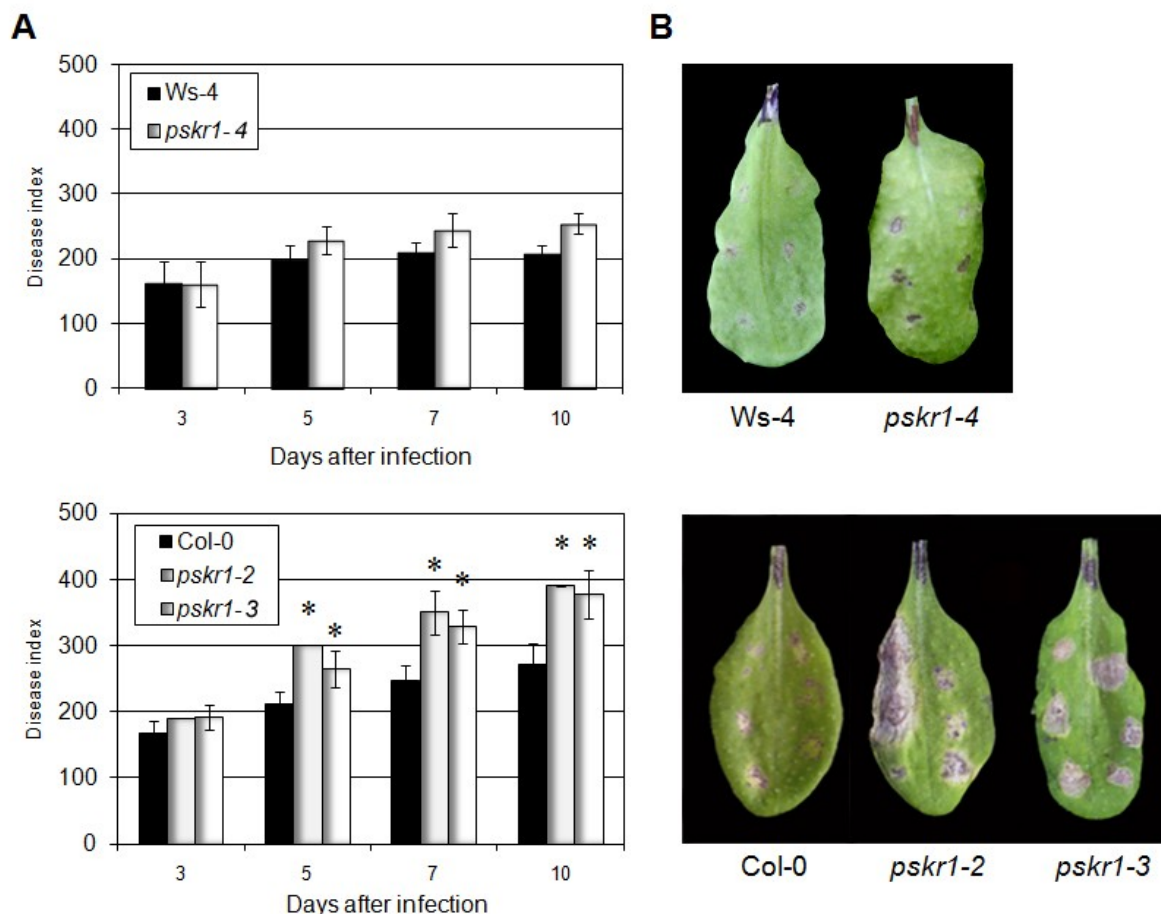 A
B
500
400
300
200
100
0
Disease index
Ws-4
pskr1-4
3 5 7 10
Days after infection
Ws-4 pskr1-4
500
400
300
200
100
0
Disease index
Col-0
pskr1-2
pskr1-3
* *
* *
* *
3 5 7 10
Days after infection
Col-0 pskr1-2 pskr1-3